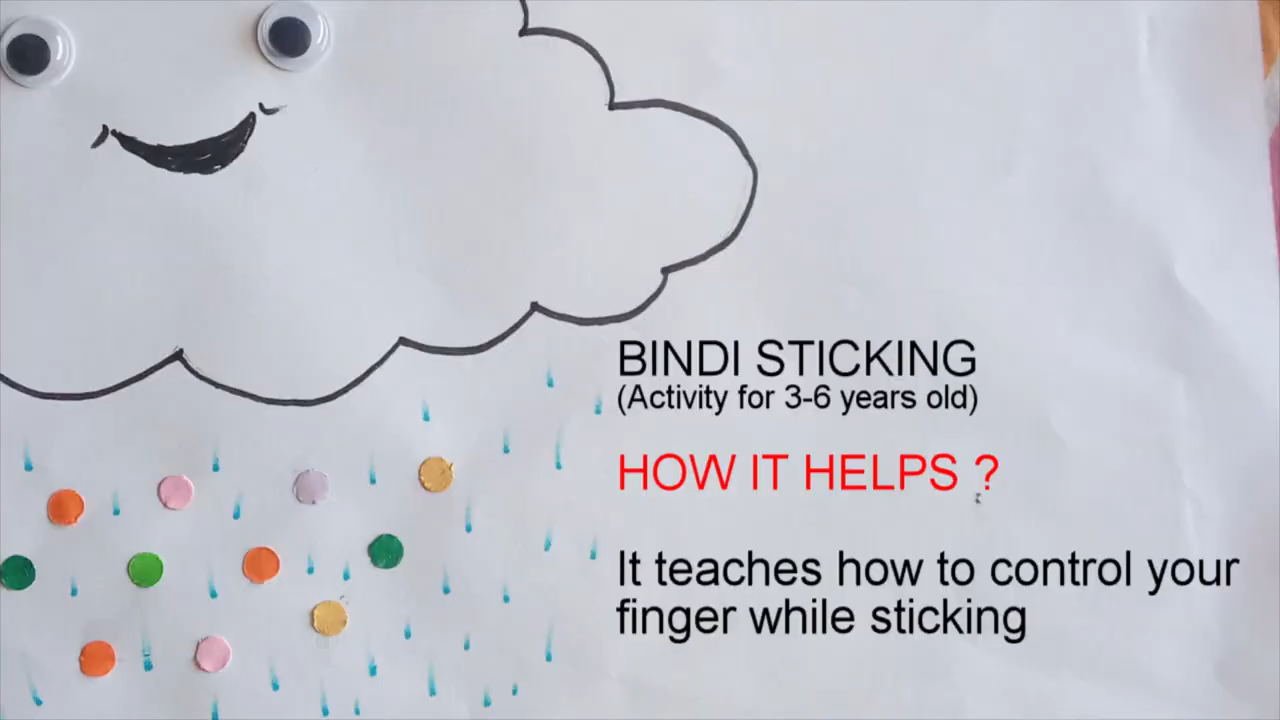 BINDI STICKING
(Activity for 3-6 years old)
HOW IT HELPS ?
It teaches how to control your
finger while sticking